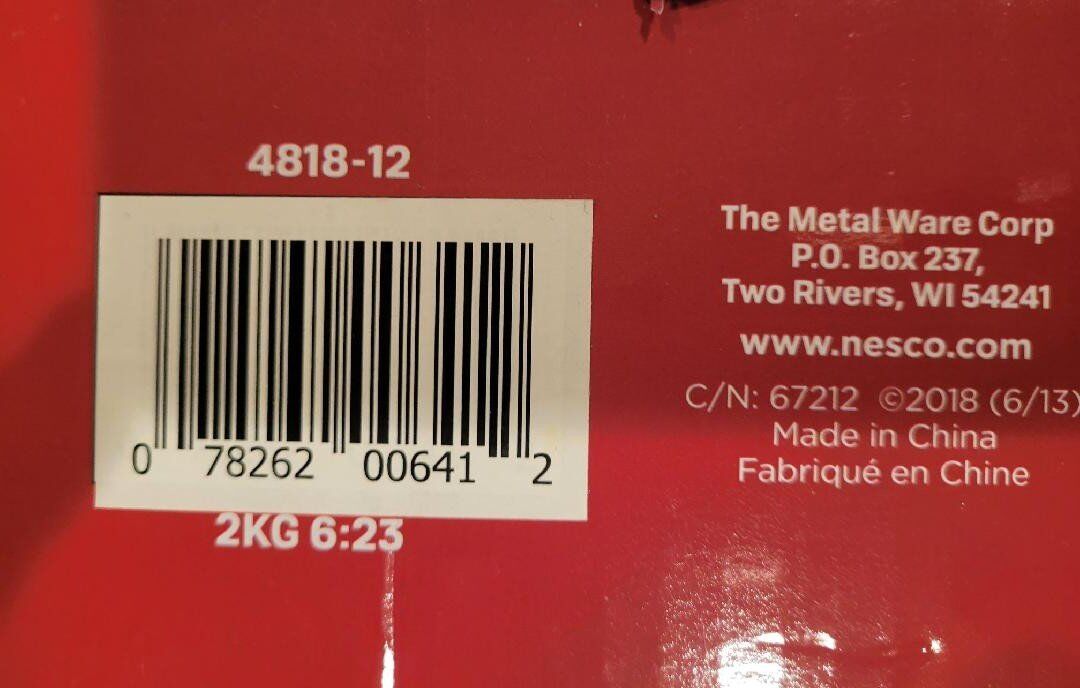 4818-12
0 78262 00641 2
2KG 6:23
The Metal Ware Corp
P.O. Box 237,
Two Rivers, WI 54241
www.nesco.com
C/N: 67212 ©2018 (6/13)
Made in China
Fabriqué en Chine